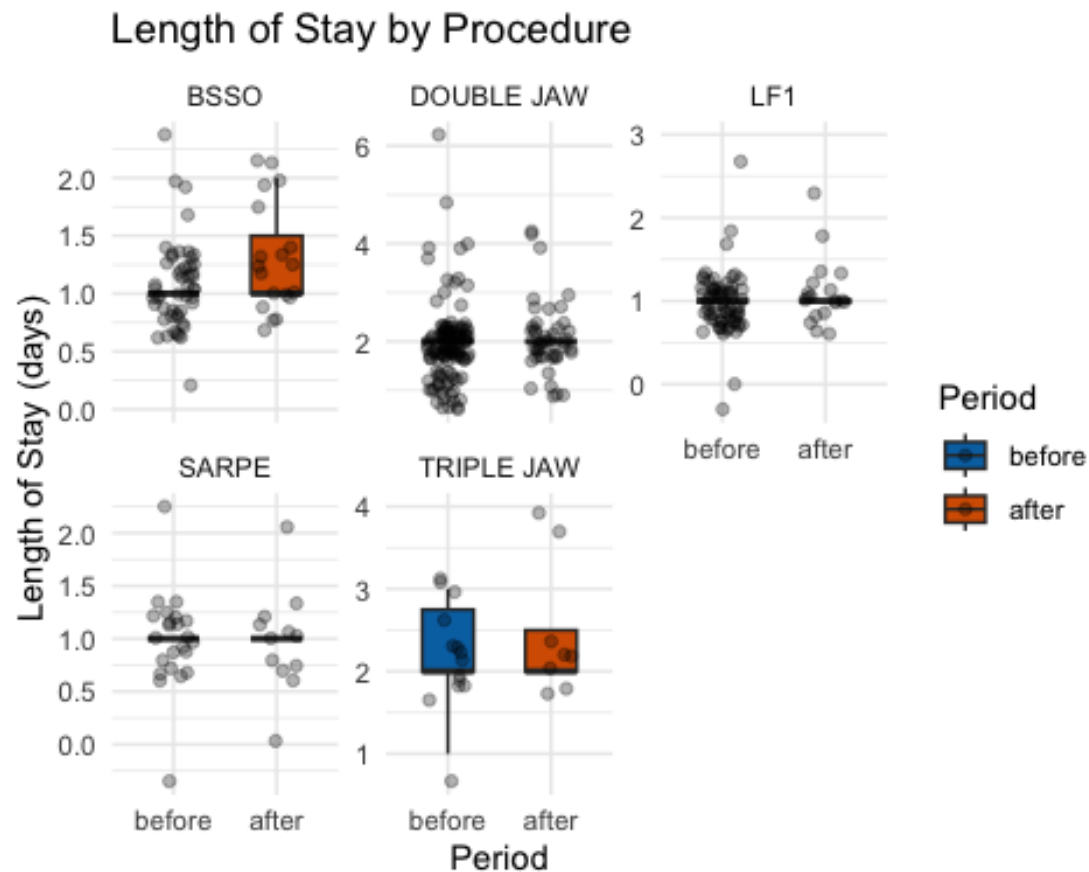 Length of Stay by Procedure
BSSO
DOUBLE JAW
LF1
2.0
1.5
1.0
0.5
0.0
6
4
2
3
2
1
0
before
after
SARPE
TRIPLE JAW
2.0
1.5
1.0
0.5
0.0
4
3
2
1
before
after
before
after
Period
Length of Stay (days)
Period
before
after